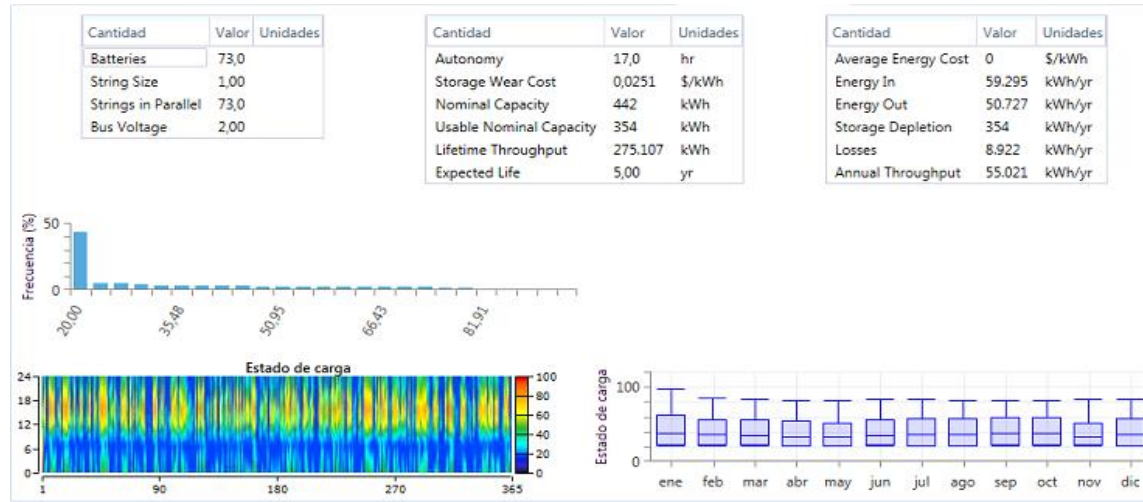 Cantidad Valor Unidades
Batteries 73,0
String Size 1,00
Strings in Parallel 73,0
Bus Voltage 2,00
Cantidad Valor Unidades
Autonomy 17,0 hr
Storage Wear Cost 0,0251 $/kWh
Nominal Capacity 442 kWh
Usable Nominal Capacity 354 kWh
Lifetime Throughput 275.107 kWh
Expected Life 5,00 yr
Cantidad Valor Unidades
Average Energy Cost 0 $/kWh
Energy In 59.295 kWh/yr
Energy Out 50.727 kWh/yr
Storage Depletion 354 kWh/yr
Losses 8.922 kWh/yr
Annual Throughput 55.021 kWh/yr
Frecuencia (%)
50
0
20,00 35,48 50,95 66,43 81,91
Estado de carga
24
18
12
6
0
1 90 180 270 365
100
80
60
40
20
0
Estado de carga
100
0
ene feb mar abr may jun jul ago sep oct nov dic